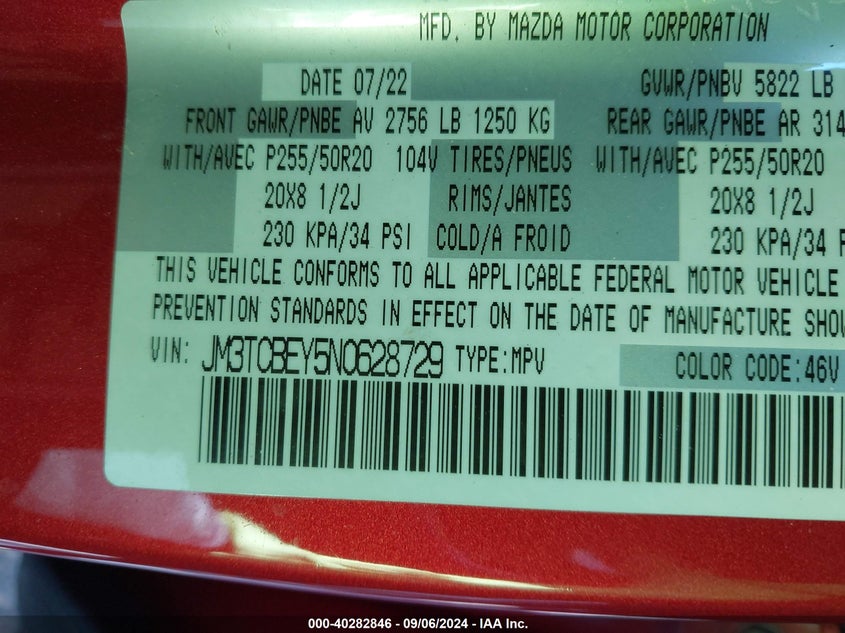 MFD. BY MAZDA MOTOR CORPORATION
DATE 07/22 GVWR/PNBV 5822 LB
FRONT GAWR/PNBE AV 2756 LB 1250 KG REAR GAWR/PNBE AR 314
WITH/AVEC P255/50R20 104V TIRES/PNEUS WITH/AVEC P255/50R20
20X8 1/2J RIMS/JANTES 20X8 1/2J
230 KPA/34 PSI COLD/A FROID 230 KPA/34 P
THIS VEHICLE CONFORMS TO ALL APPLICABLE FEDERAL MOTOR VEHICLE
PREVENTION STANDARDS IN EFFECT ON THE DATE OF MANUFACTURE SHOW
VIN: JM3TCBEY5N0628729 TYPE:MPV COLOR CODE:46V
000-40282846 - 09/06/2024 - IAA Inc.